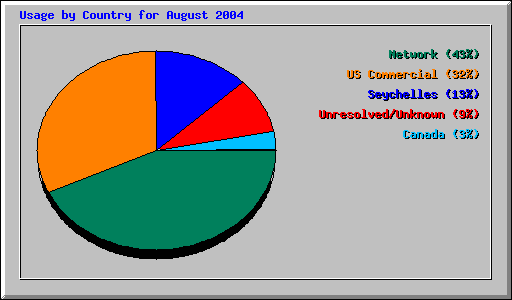 Usage by Country for August 2004
Network (43%)
US Commercial (32%)
Seychelles (13%)
Unresolved/Unknown (9%)
Canada (3%)